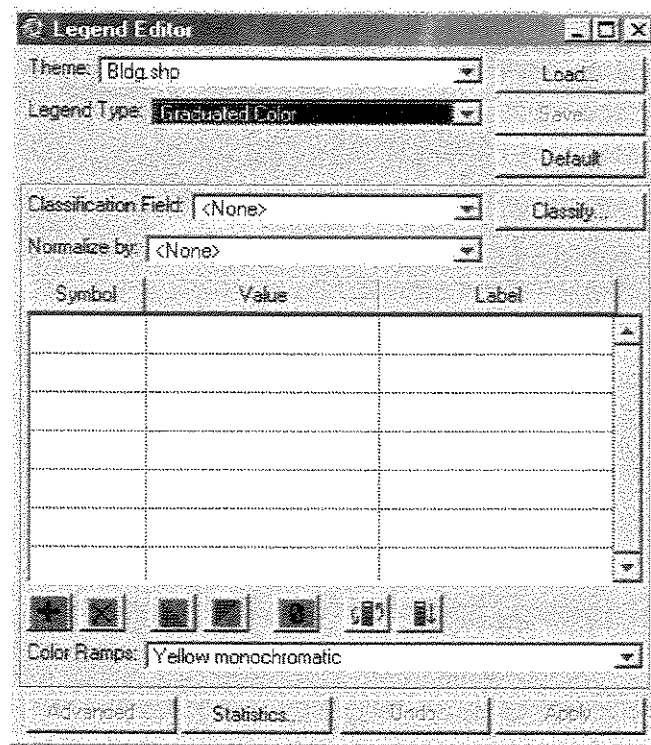 Legend Editor
Theme: Bldg.shp
Load...
Legend Type: Graduated Color
Save...
Default
Classification Field: <None>
Classify...
Normalize by: <None>
Symbol Value Label
Color Ramps: Yellow monochromatic
Advanced... Statistics... Undo Apply